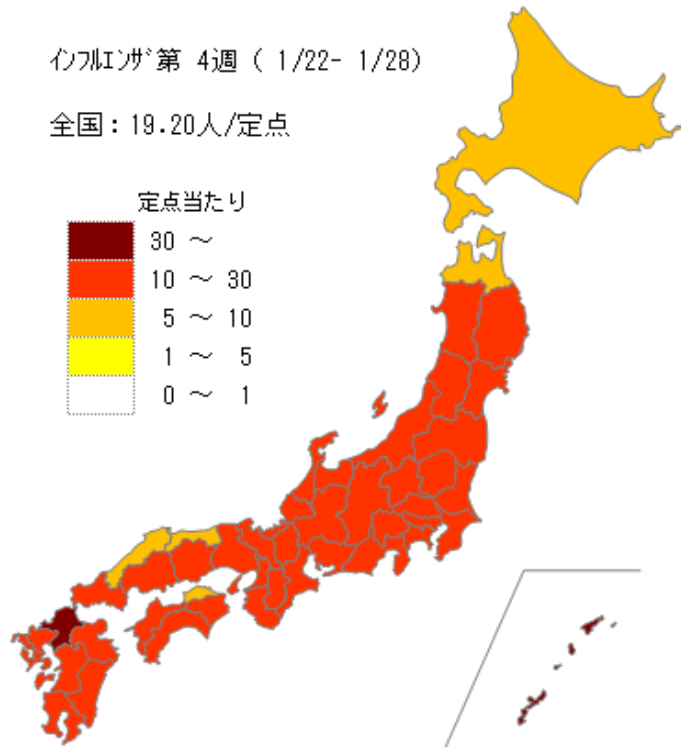 ｲﾝﾌﾙｴﾝｻﾞ第 4週 ( 1/22- 1/28)
全国：19.20人/定点
定点当たり
30 ～
10 ～ 30
5 ～ 10
1 ～ 5
0 ～ 1